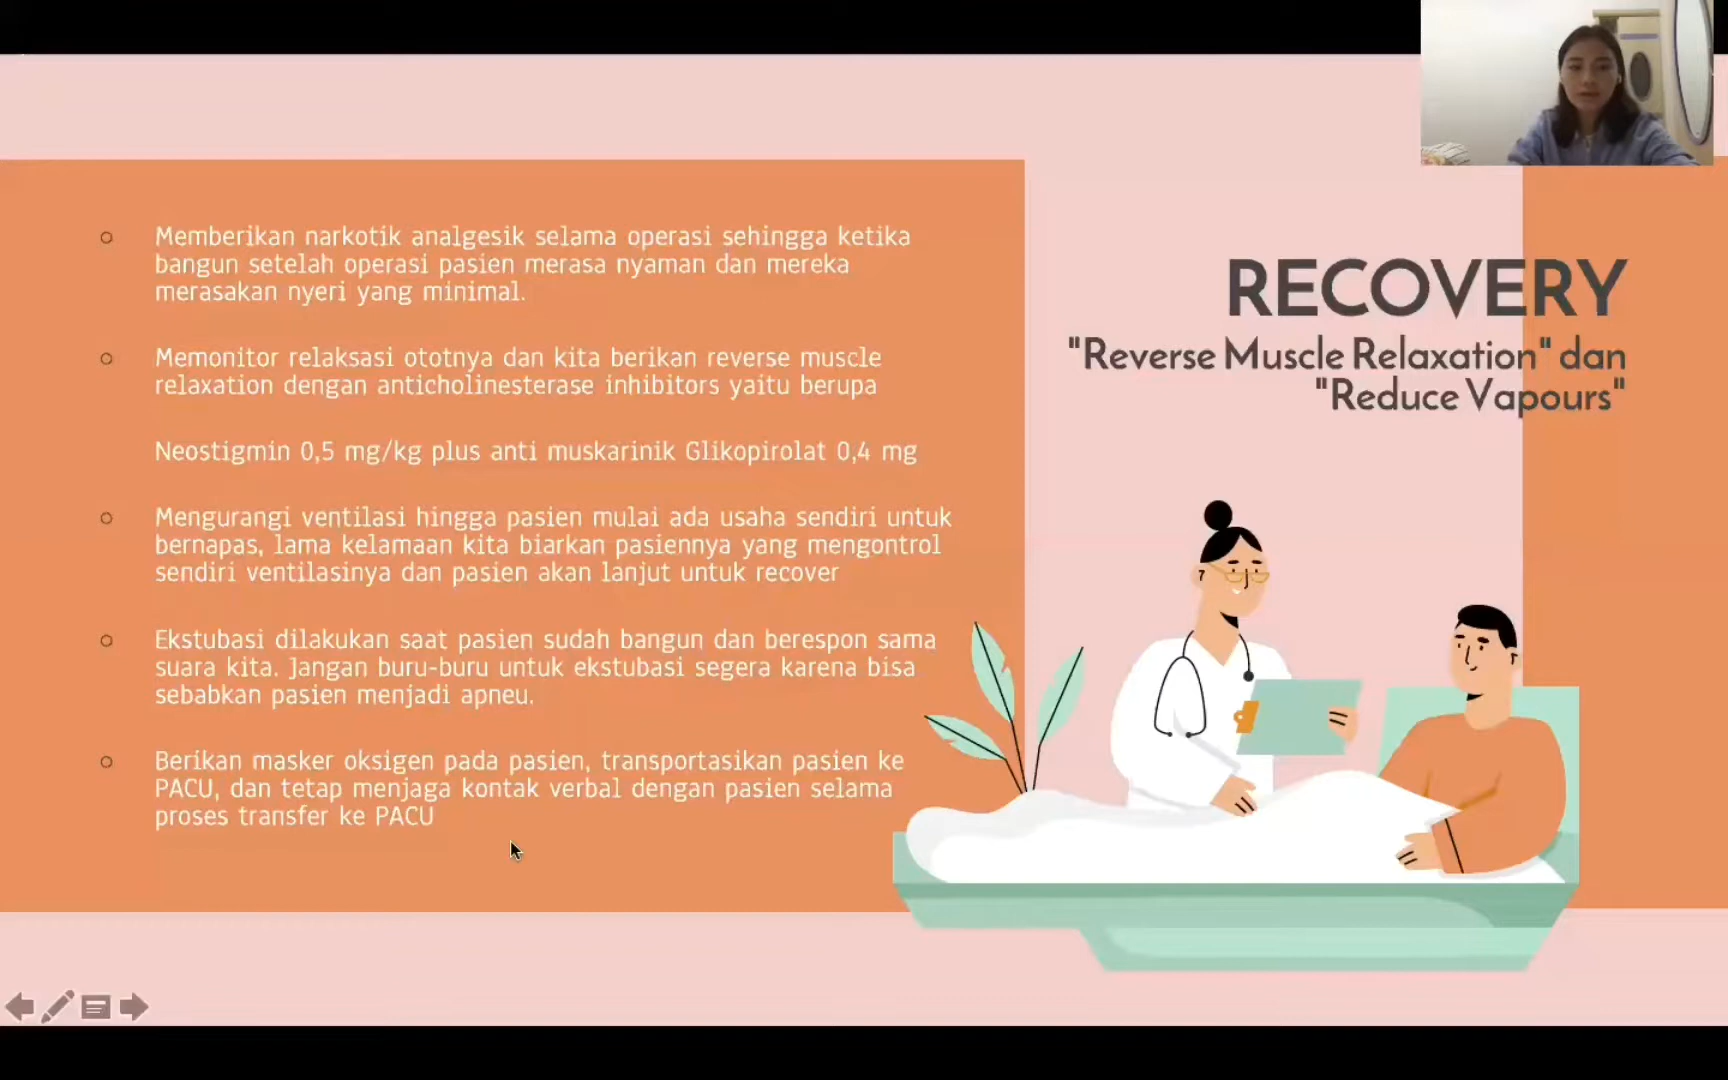 Memberikan narkotik analgesik selama operasi sehingga ketika
bangun setelah operasi pasien merasa nyaman dan mereka
merasakan nyeri yang minimal.
Memonitor relaksasi ototnya dan kita berikan reverse muscle
relaxation dengan anticholinesterase inhibitors yaitu berupa
Neostigmin 0,5 mg/kg plus anti muskarinik Glikopirolat 0,4 mg
Mengurangi ventilasi hingga pasien mulai ada usaha sendiri untuk
bernapas, lama kelamaan kita biarkan pasiennya yang mengontrol
sendiri ventilasinya dan pasien akan lanjut untuk recover
Ekstubasi dilakukan saat pasien sudah bangun dan berespon sama
suara kita. Jangan buru-buru untuk ekstubasi segera karena bisa
sebabkan pasien menjadi apneu.
Berikan masker oksigen pada pasien, transportasikan pasien ke
PACU, dan tetap menjaga kontak verbal dengan pasien selama
proses transfer ke PACU
RECOVERY
"Reverse Muscle Relaxation" dan
"Reduce Vapours"